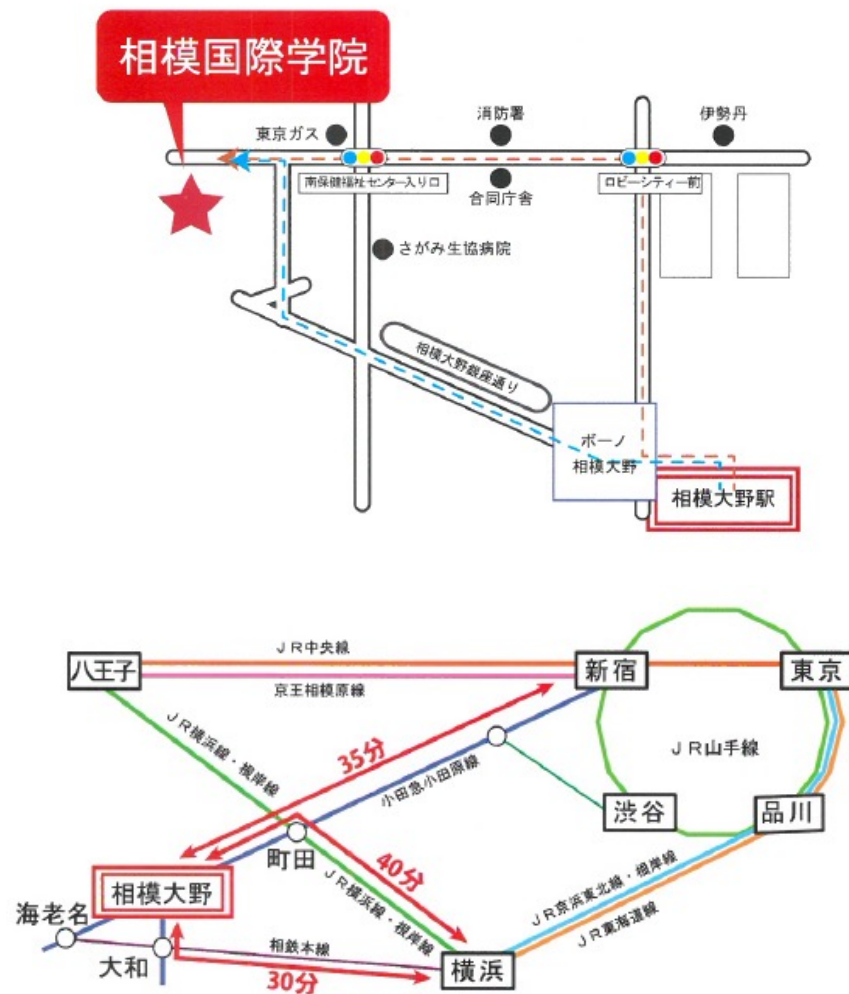 相模国際学院
東京ガス
消防署
伊勢丹
南保健福祉センター入り口
合同庁舎
ロビーシティー前
さがみ生協病院
相模大野銀座通り
ボーノ
相模大野
相模大野駅
JR中央線
八王子
新宿
東京
京王相模原線
JR横浜線・根岸線
35分
小田急小田原線
JR山手線
渋谷
品川
町田
40分
相模大野
JR横浜線・根岸線
JR京浜東北線・根岸線
JR東海道線
海老名
大和
相鉄本線
横浜
30分